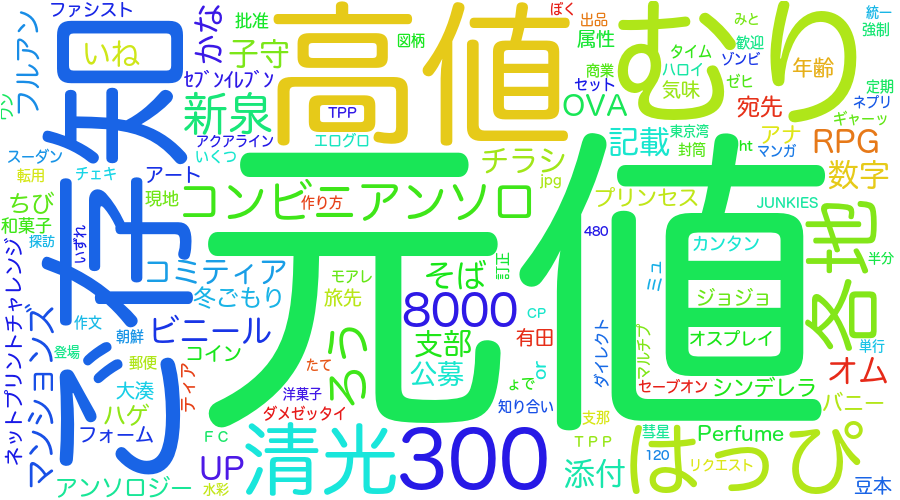 ファシスト
かな
批准
子守
図柄
高値
ぼく
出品
属性
むり
みと
歓迎
ゾンビ
統一
強制
フルアン
いね
セブンイレブン
タイム
ハロイ
商業
セット
気味
ゼヒ
年齢
定期
ネプリ
ワン
ご存知
新泉
TPP
エログロ
OVA
宛先
ギャーッ
アクアライン
いくつ
スーダン
転用
チェキ
アート
現地
チラシ
jpg
記載
東京湾
封筒
ht
アナ
マンガ
RPG
数字
ちび
和菓子
探訪
いずれ
コンビニアンソロ
作り方
元値
プリンセス
JUNKIES
各地
半分
コミティア
冬ごもり
モアレ
旅先
そば
訂正
480
カンタン
ミュ
ジョジョ
オスプレイ
ネットプリントチャレンジ
マンションズ
作文
朝鮮
ビニール
8000
CP
有田
ダイレクト
マルチプ
単行
登場
郵便
コイン
ろう
支部
公募
or
ょで
オム
大湊
ティア
たて
洋菓子
セーブオン
シンデレラ
ハゲ
フォーム
ダメゼッタイ
知り合い
支那
バニー
FC
清光
300
彗星
Perfume
はっぴ
UP
TPP
120
リクエスト
アンソロジー
水彩
添付
豆本